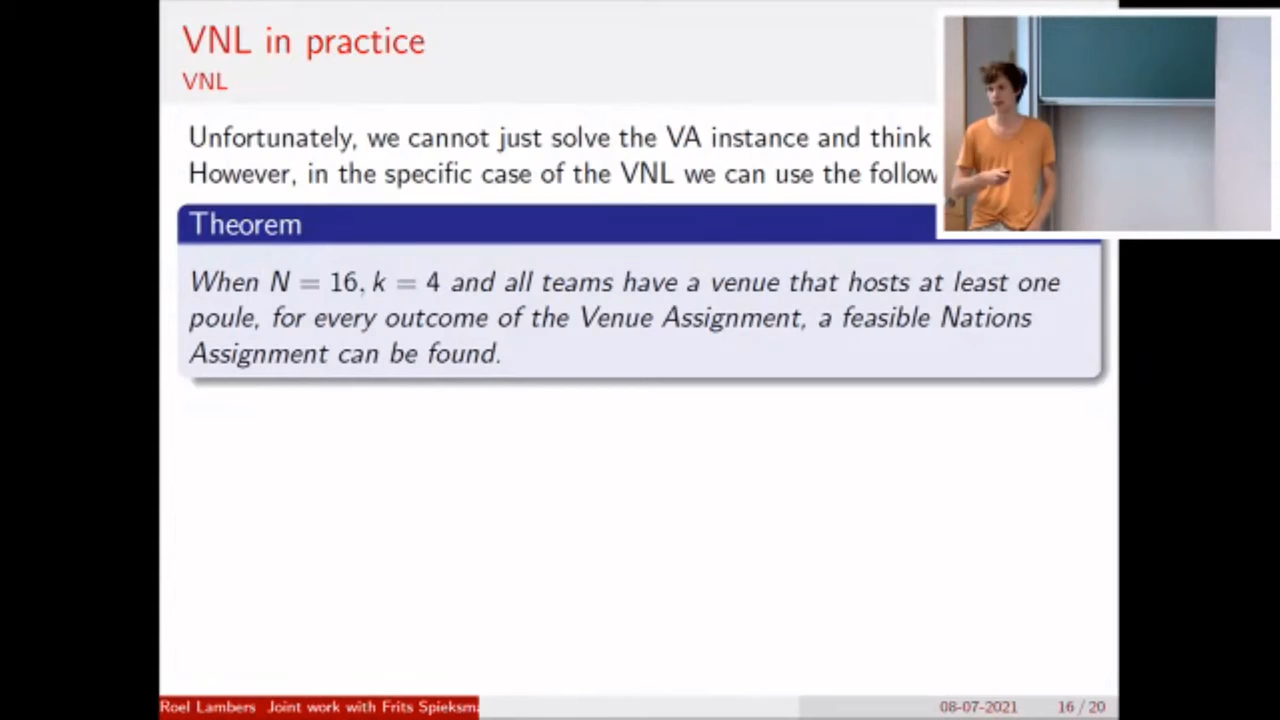 VNL in practice
VNL
Unfortunately, we cannot just solve the VA instance and think
However, in the specific case of the VNL we can use the
Theorem
When N = 16, k = 4 and all teams have a venue that hosts at least one
poule, for every outcome of the Venue Assignment, a feasible Nations
Assignment can be found.
Roel Lambers Joint work with Frits
08-07-2021 16 / 20